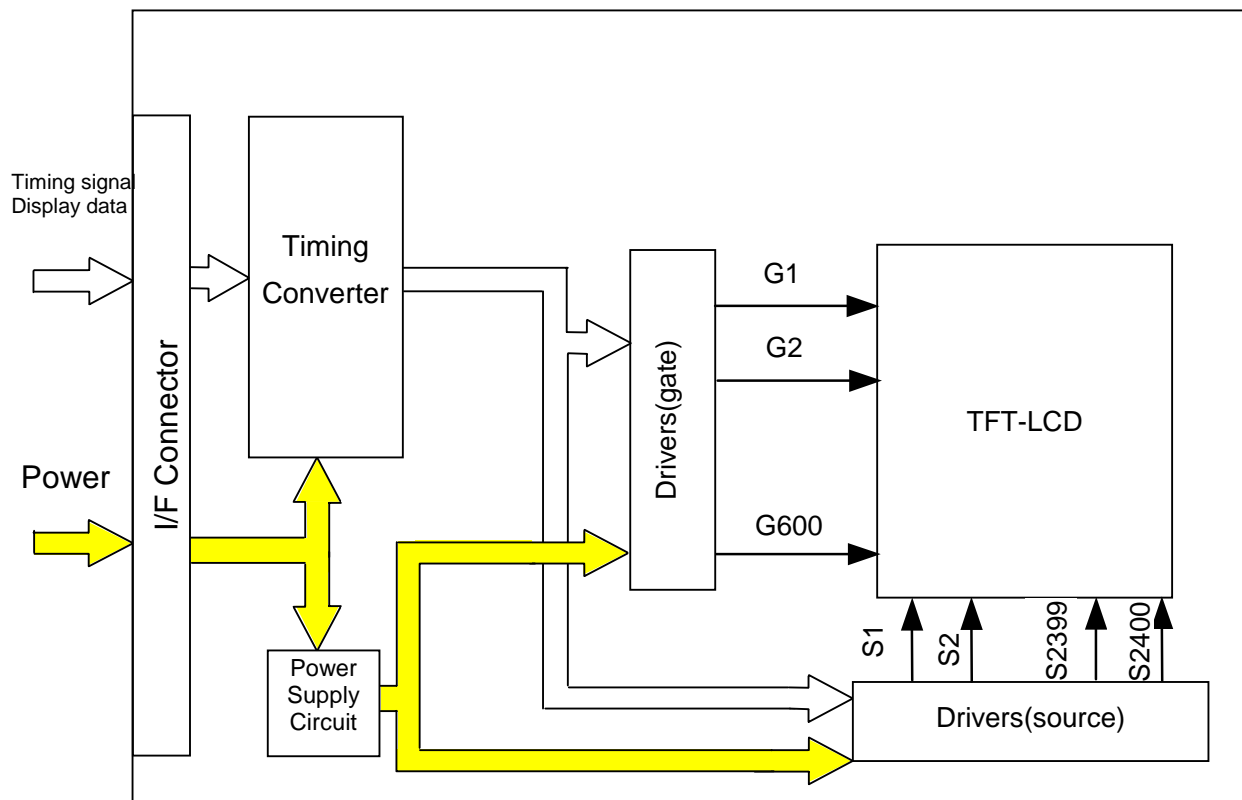 Timing signal
Display data
Power
I/F Connector
Timing
Converter
Power
Supply
Circuit
Drivers(gate)
G1
G2
G600
TFT-LCD
S1
S2
S2399
S2400
Drivers(source)